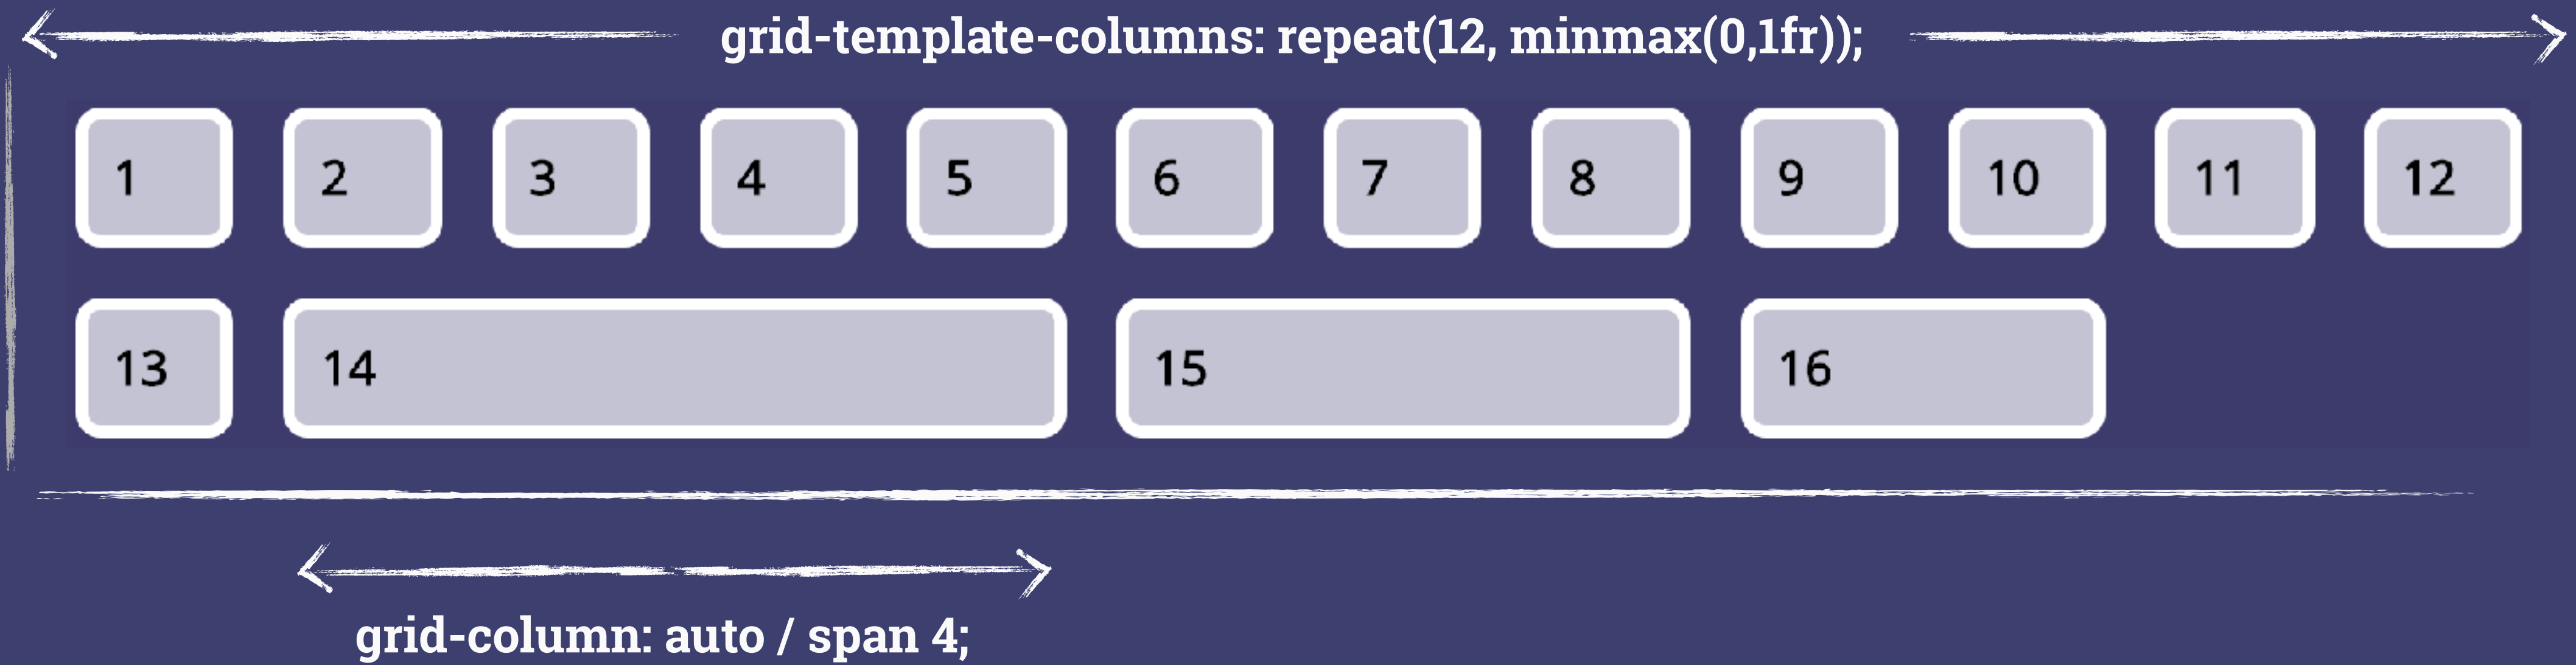 grid-template-columns: repeat(12, minmax(0,1fr));
1 2 3 4 5 6 7 8 9 10 11 12
13 14 15 16
grid-column: auto / span 4;